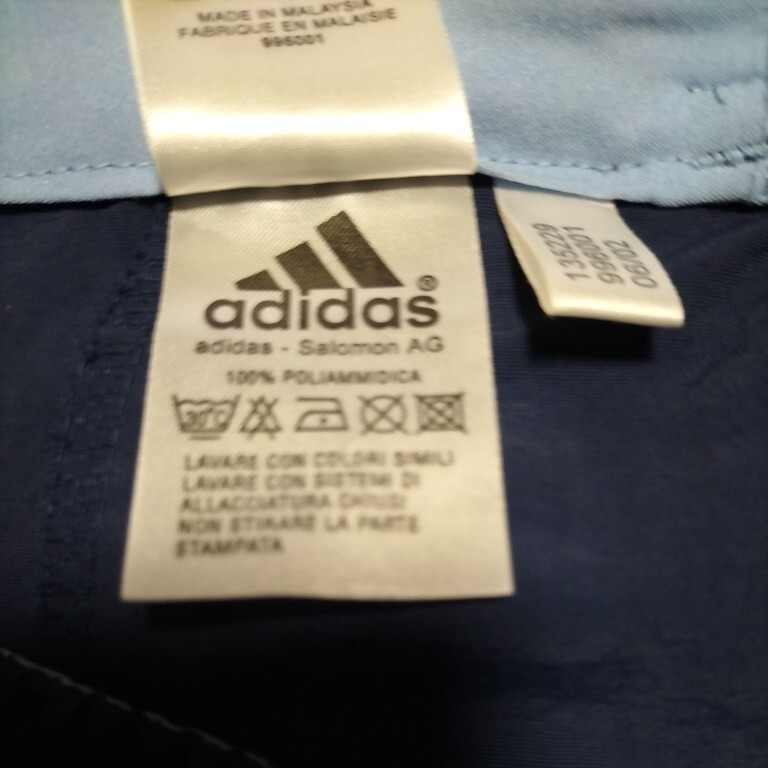 MADE IN MALAYSIA
FABRIQUE EN MALAISIE
996001
adidas®
adidas - Salomon AG
100% POLIAMMIDICA
30°C
LAVARE CON COLORI SIMILI
LAVARE CON SISTEMI DI
ALLACCIATURA CHIUSI
NON STIRARE LA PARTE
STAMPATA
135229
996001
06/02